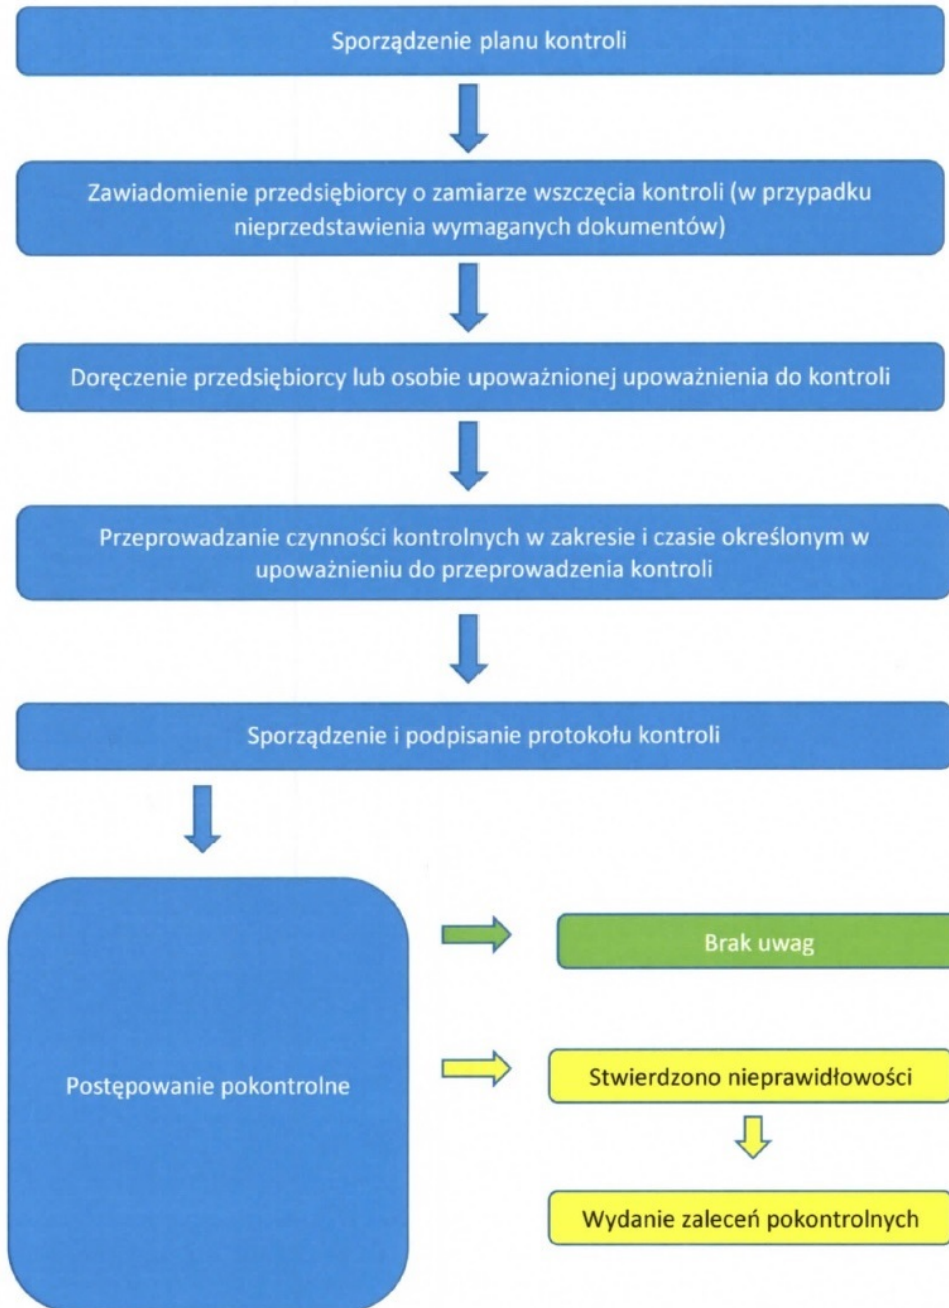 Sporządzenie planu kontroli
Zawiadomienie przedsiębiorcy o zamiarze wszczęcia kontroli (w przypadku
nieprzedstawienia wymaganych dokumentów)
Doręczenie przedsiębiorcy lub osobie upoważnionej upoważnienia do kontroli
Przeprowadzanie czynności kontrolnych w zakresie i czasie określonym w
upoważnieniu do przeprowadzenia kontroli
Sporządzenie i podpisanie protokołu kontroli
Brak uwag
Stwierdzono nieprawidłowości
Postępowanie pokontrolne
Wydanie zaleceń pokontrolnych